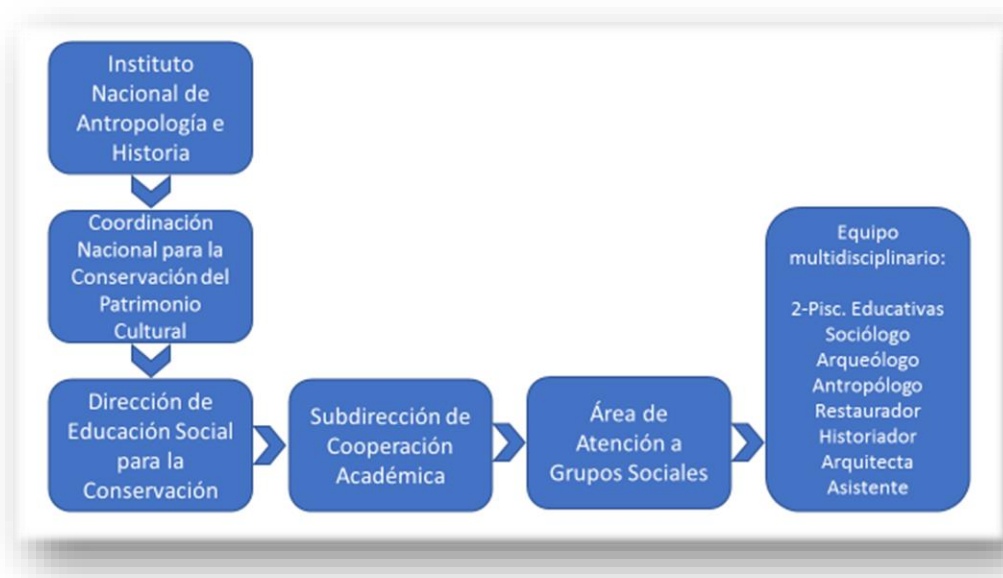 Instituto
Nacional de
Antropología e
Historia
Coordinación
Nacional para la
Conservación del
Patrimonio
Cultural
Dirección de
Educación Social
para la
Conservación
Subdirección de
Cooperación
Académica
Área de
Atención a
Grupos Sociales
Equipo
multidisciplinario:
2-Pisc. Educativas
Sociólogo
Arqueólogo
Antropólogo
Restaurador
Historiador
Arquitecta
Asistente